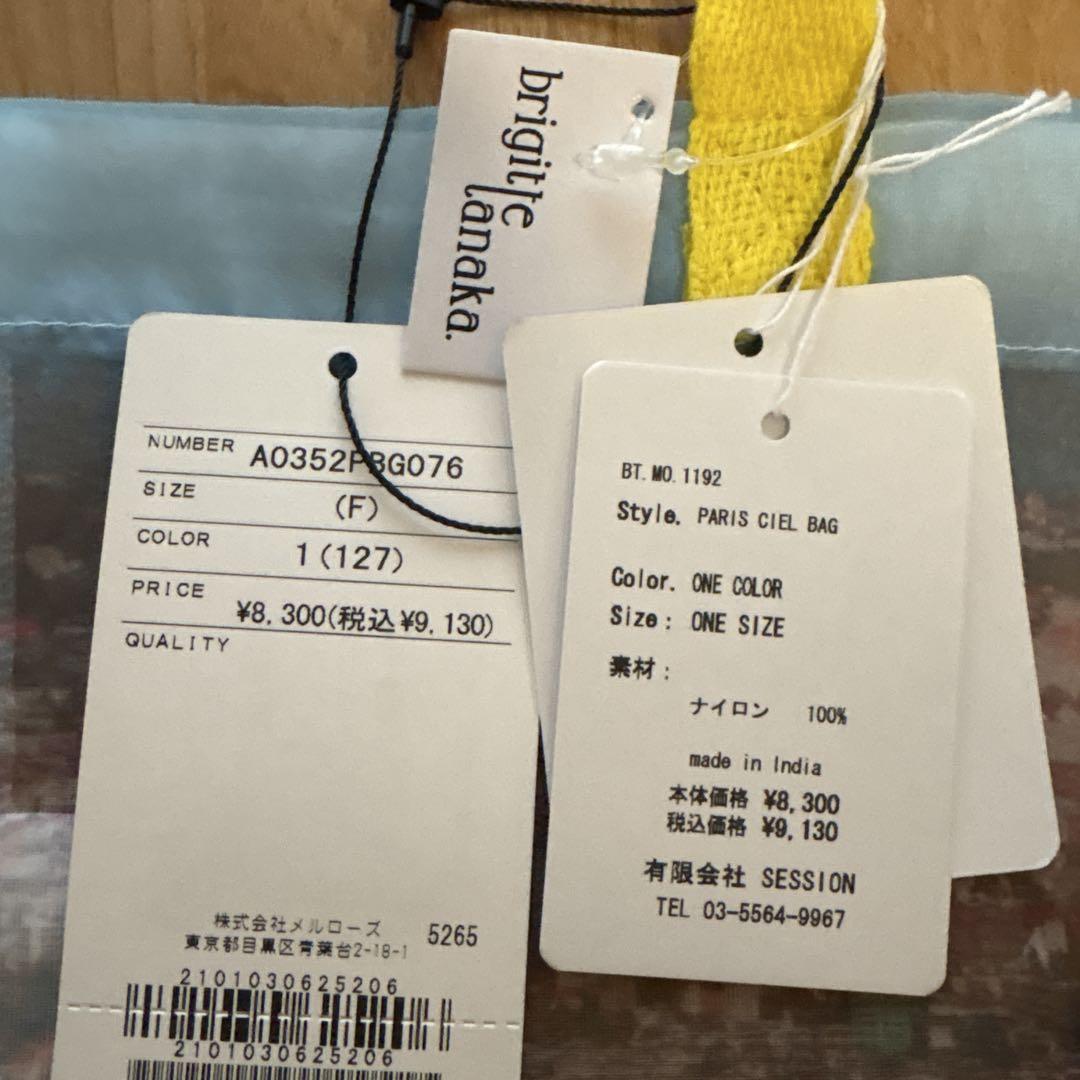 brigitte
tanaka.
NUMBER A0352PBG076
SIZE (F)
COLOR 1(127)
PRICE ¥8,300(税込¥9,130)
QUALITY
株式会社メルローズ 5265
東京都目黒区青葉台2-18-1
2101030625206
2101030625206
BT.MO.1192
Style. PARIS CIEL BAG
Color. ONE COLOR
Size: ONE SIZE
素材:
ナイロン 100%
made in India
本体価格 ¥8,300
税込価格 ¥9,130
有限会社 SESSION
TEL 03-5564-9967